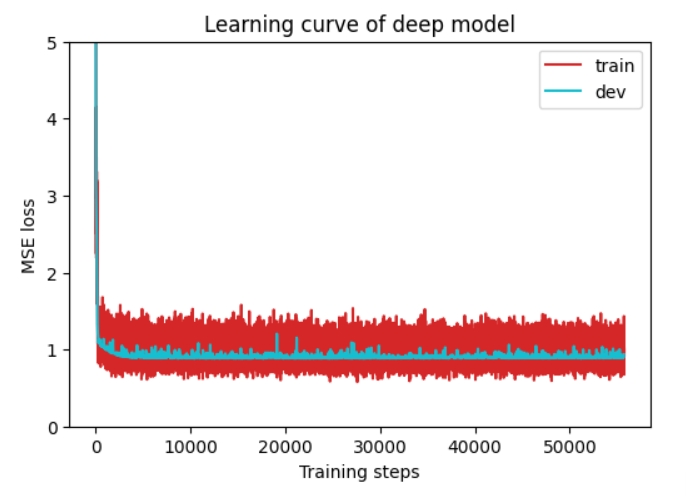 Learning curve of deep model
5
4
3
2
1
0
MSE loss
train
dev
0
10000
20000
30000
40000
50000
Training steps